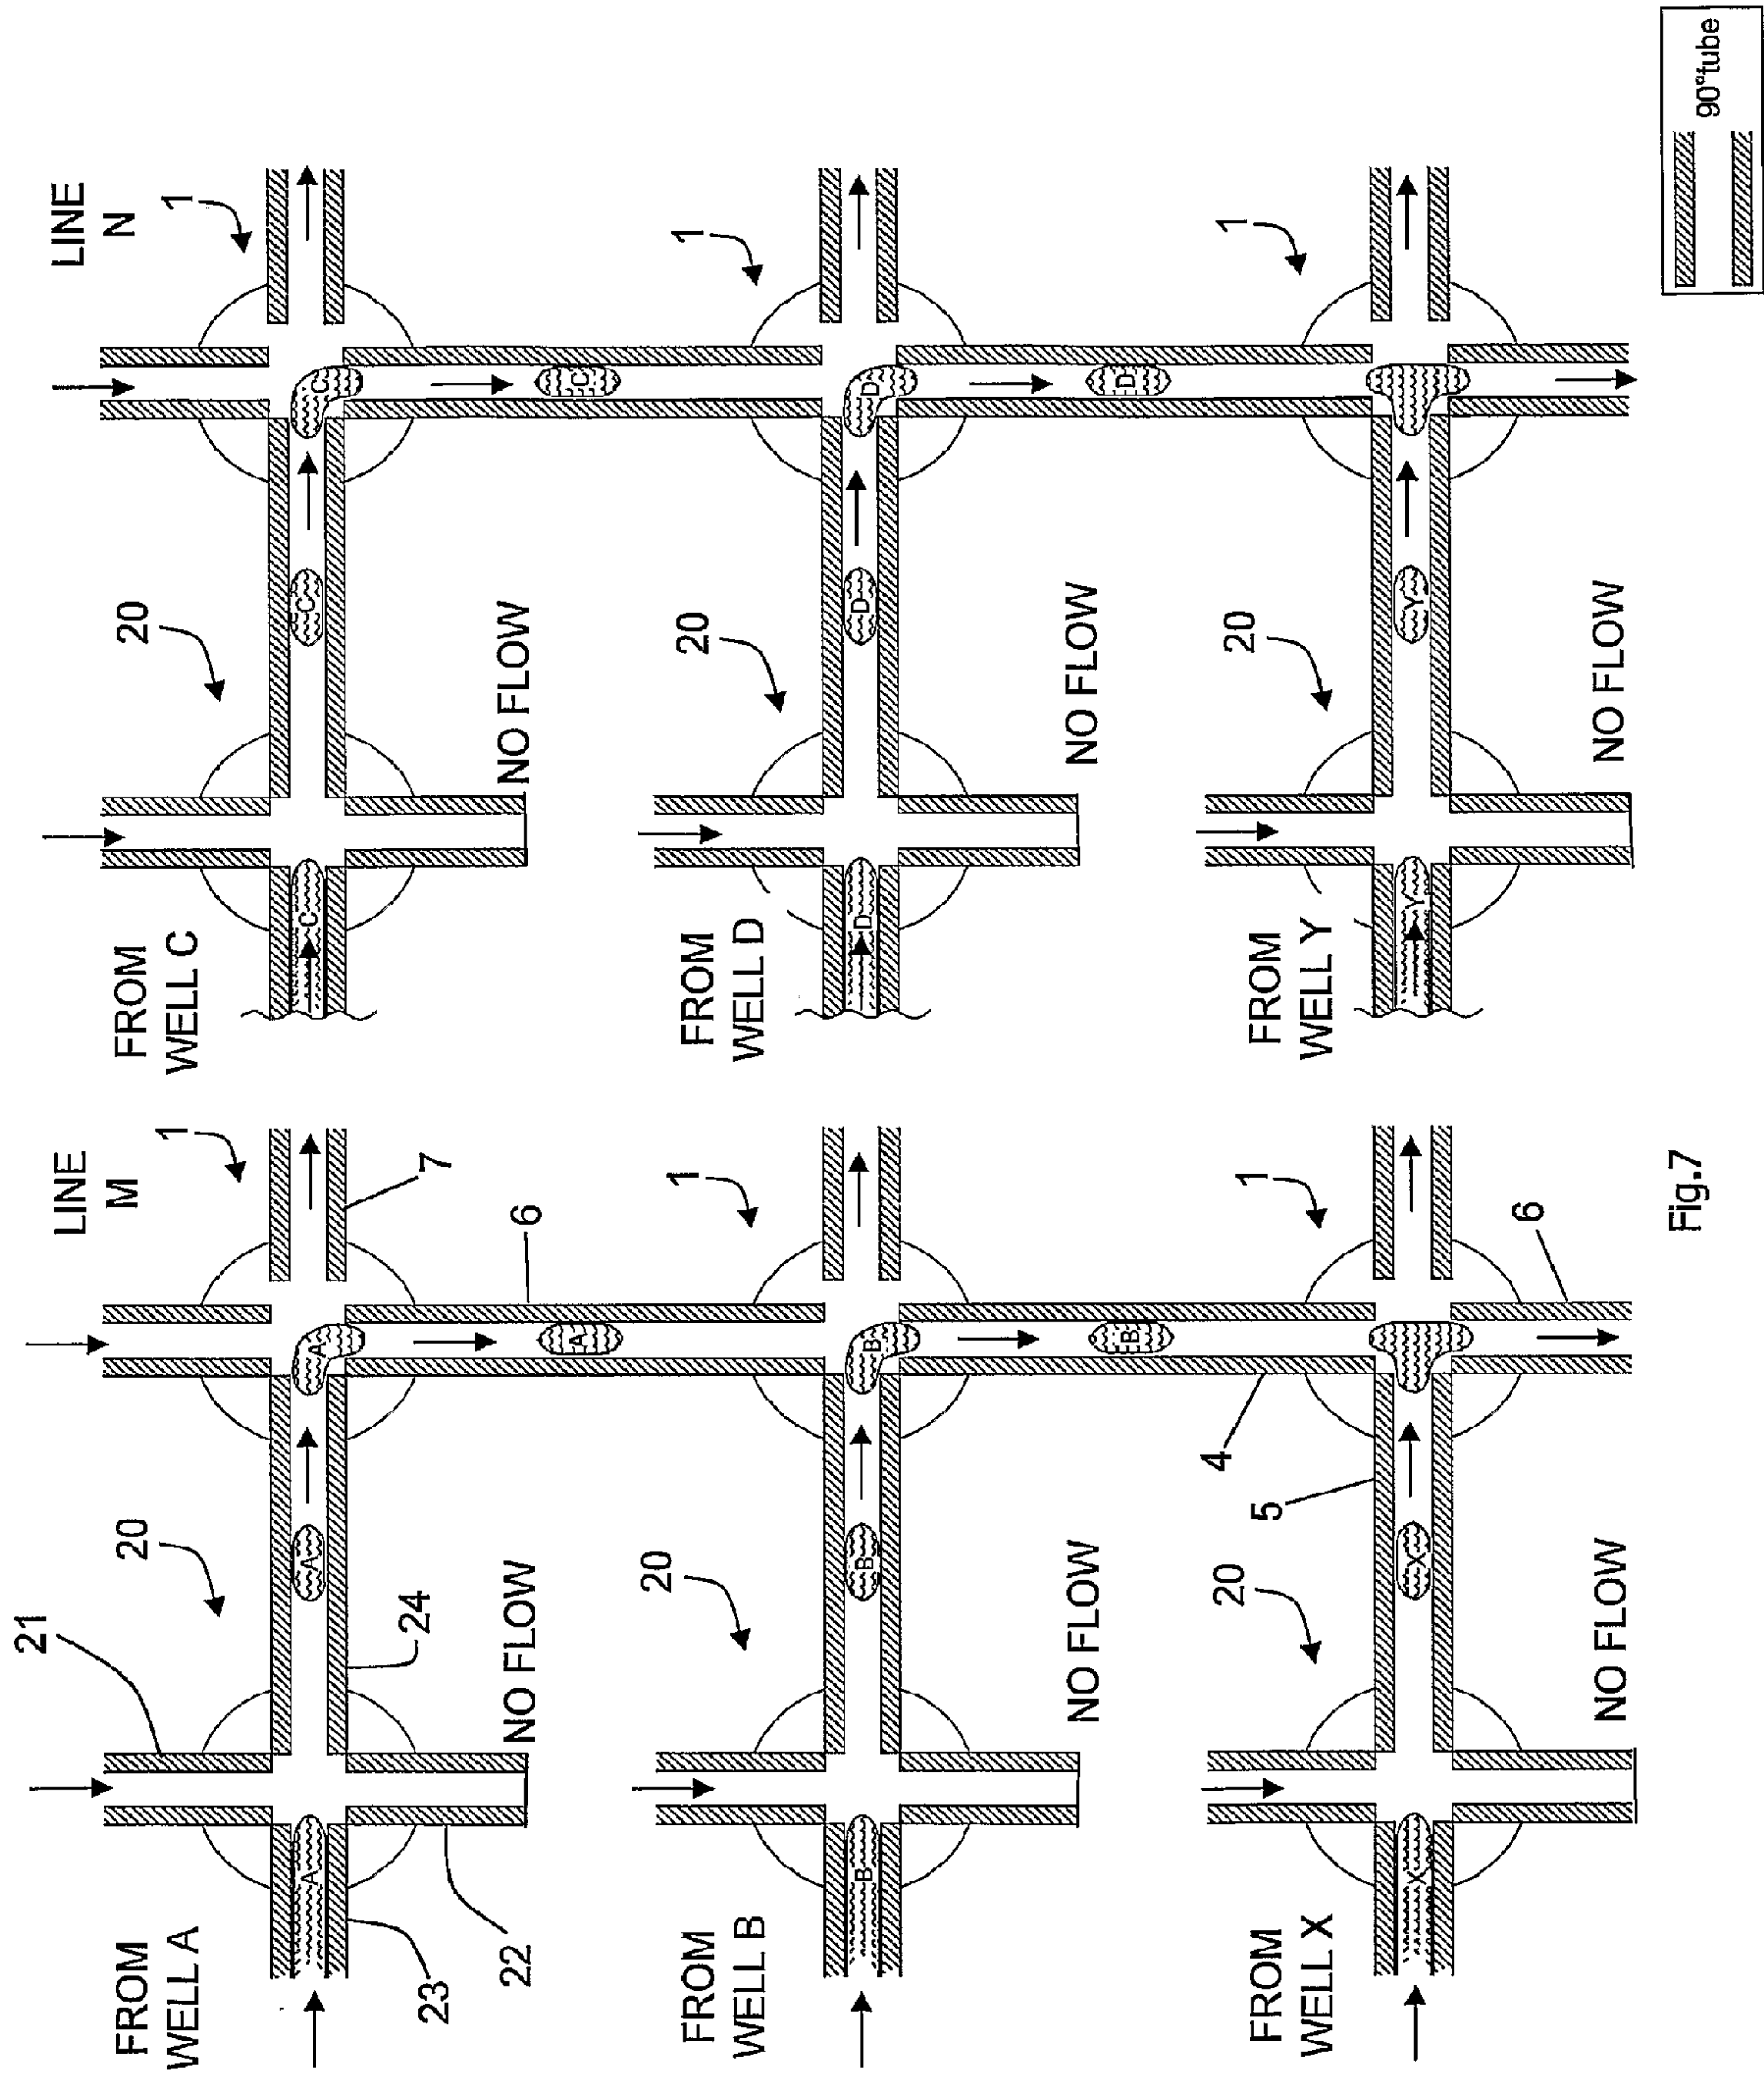 21
LINE
M
LINE
N
FROM
WELL A
20
1
FROM
WELL C
20
1
A
A
A
C
C
C
23
24
7
22
NO FLOW
A
6
NO FLOW
C
FROM
WELL B
20
1
FROM
WELL D
20
1
B
B
B
D
D
D
NO FLOW
B
NO FLOW
D
4
FROM
WELL X
20
5
1
FROM
WELL Y
20
1
X
X
Y
Y
6
NO FLOW
NO FLOW
Fig.7
90°tube